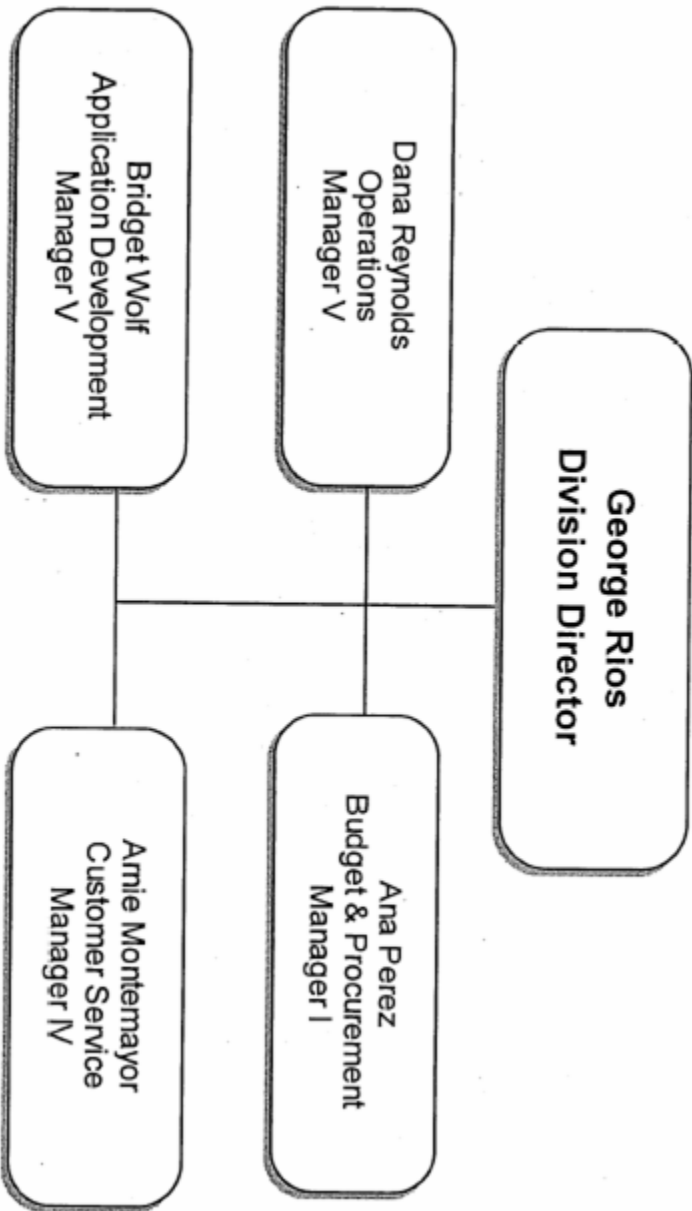 George Rios
Division Director
Dana Reynolds
Operations
Manager V
Ana Perez
Budget & Procurement
Manager I
Bridget Wolf
Application Development
Manager V
Arnie Montemayor
Customer Service
Manager IV